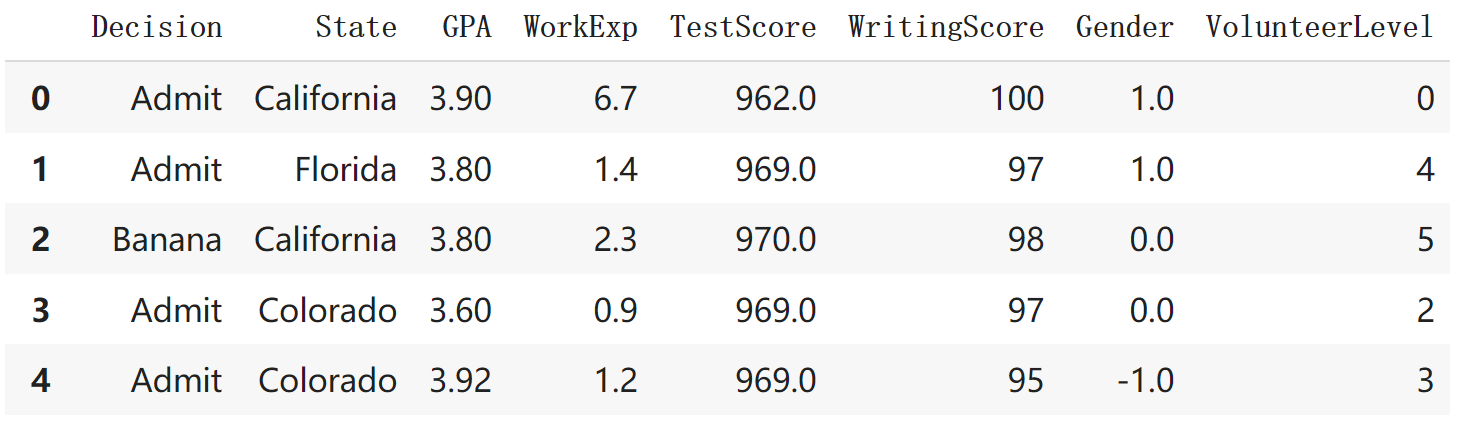 Decision State GPA WorkExp TestScore WritingScore Gender VolunteerLevel
0 Admit California 3.90 6.7 962.0 100 1.0 0
1 Admit Florida 3.80 1.4 969.0 97 1.0 4
2 Banana California 3.80 2.3 970.0 98 0.0 5
3 Admit Colorado 3.60 0.9 969.0 97 0.0 2
4 Admit Colorado 3.92 1.2 969.0 95 -1.0 3